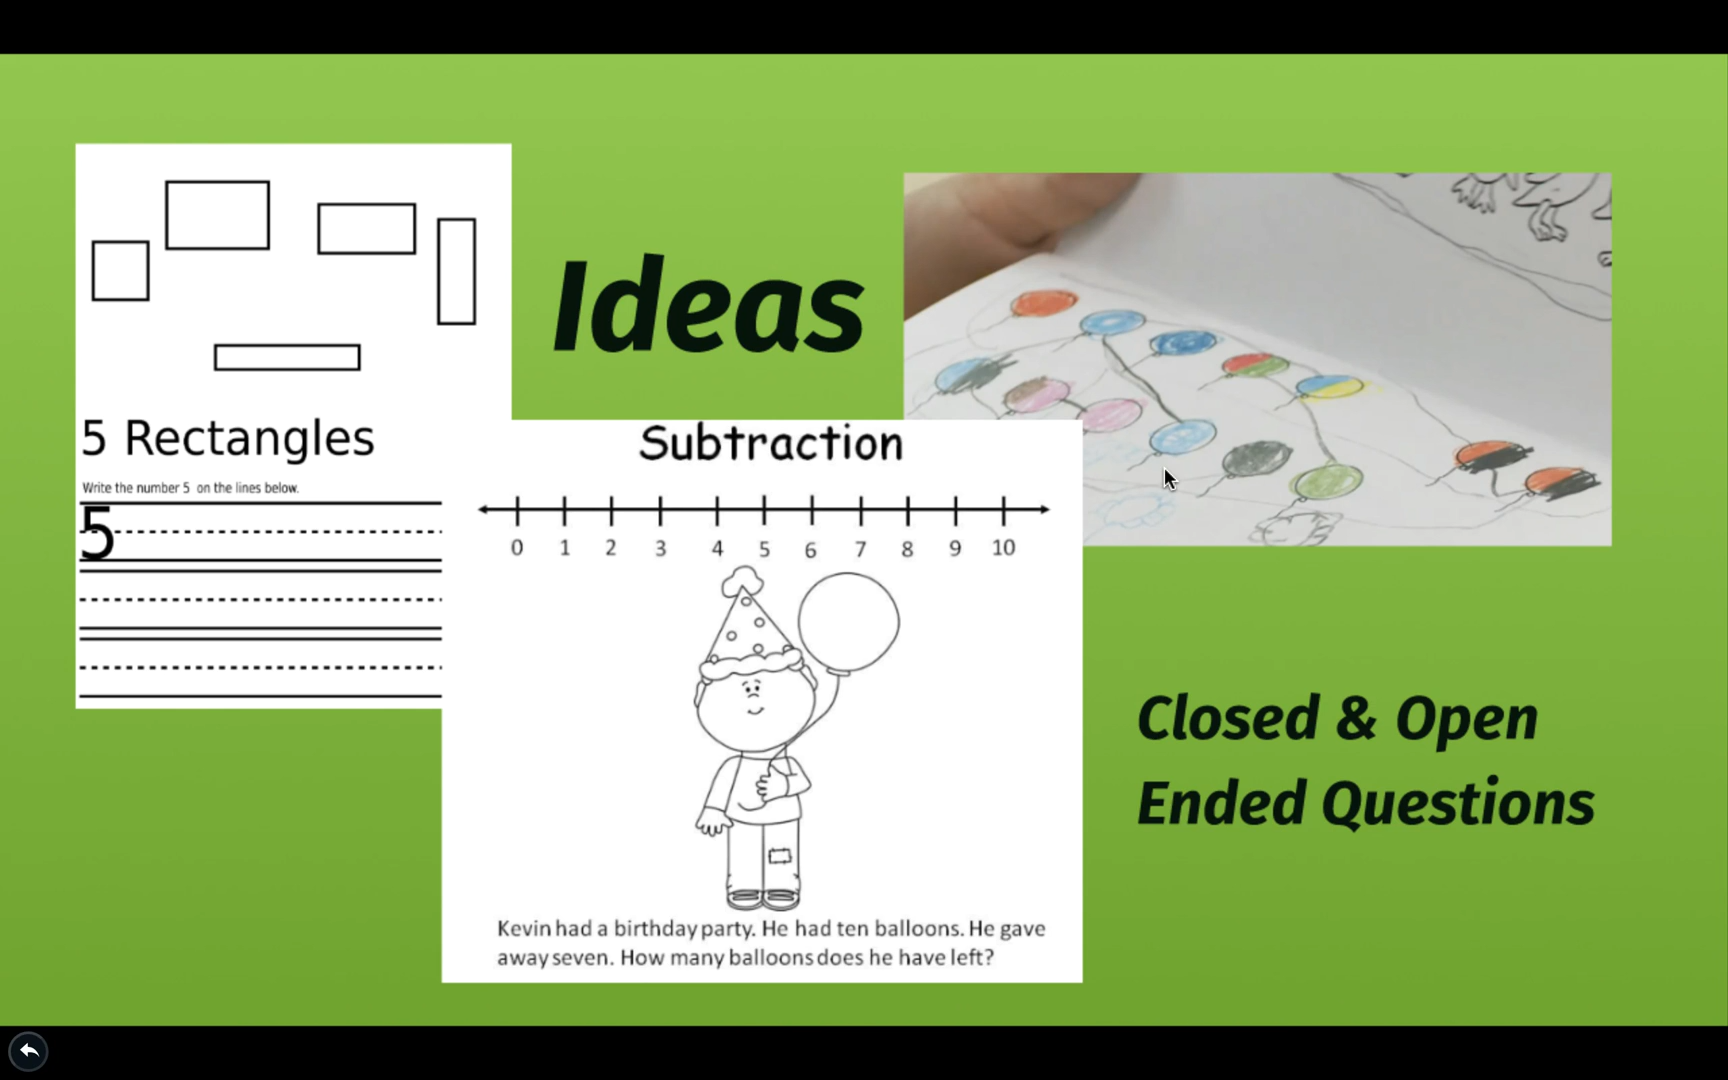 Ideas
5 Rectangles
Write the number 5 on the lines below.
5
Subtraction
0 1 2 3 4 5 6 7 8 9 10
Kevin had a birthday party. He had ten balloons. He gave
away seven. How many balloons does he have left?
Closed & Open
Ended Questions